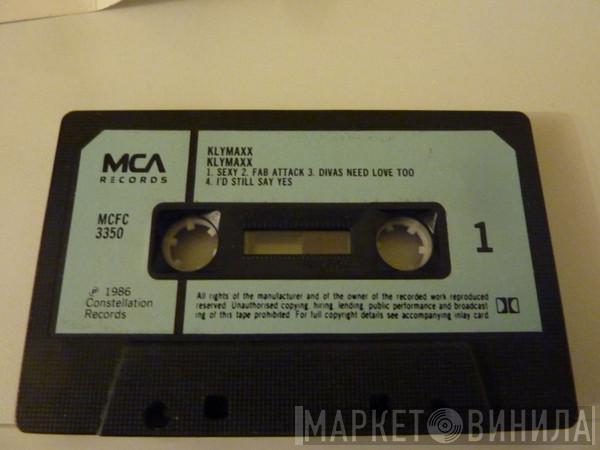 MCA
RECORDS
KLYMAXX
KLYMAXX
1. SEXY 2. FAB ATTACK 3. DIVAS NEED LOVE TOO
4. I'D STILL SAY YES
MCFC
3350
1
℗ 1986
Constellation
Records
All rights of the manufacturer and of the owner of the recorded work reproduced
reserved. Unauthorised copying, hiring, lending, public performance and broadcast
ing of this tape prohibited. For full copyright details see accompanying inlay card
МАРКЕТ ВИНИЛА